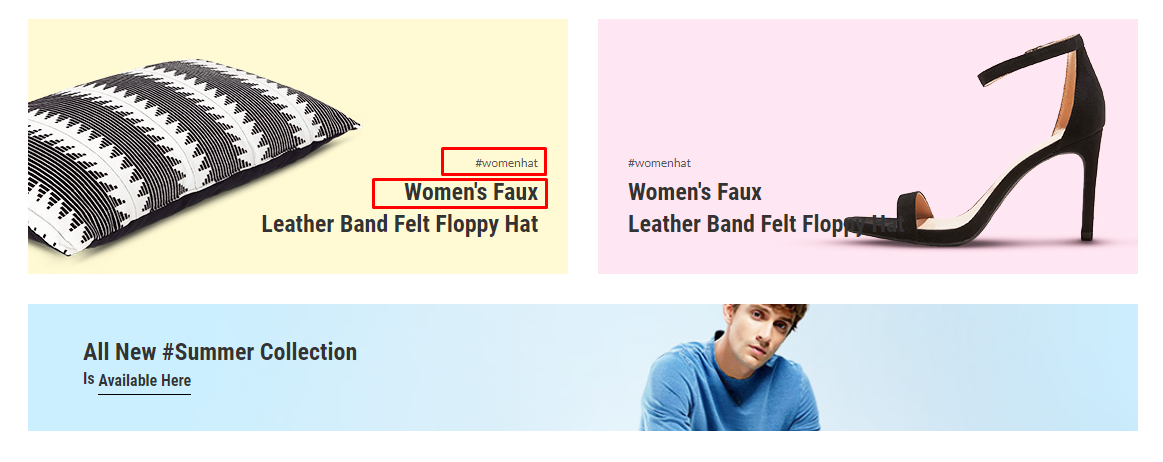 #womenhat
Women's Faux
Leather Band Felt Floppy Hat
#womenhat
Women's Faux
Leather Band Felt Floppy Hat
All New #Summer Collection
Is Available Here